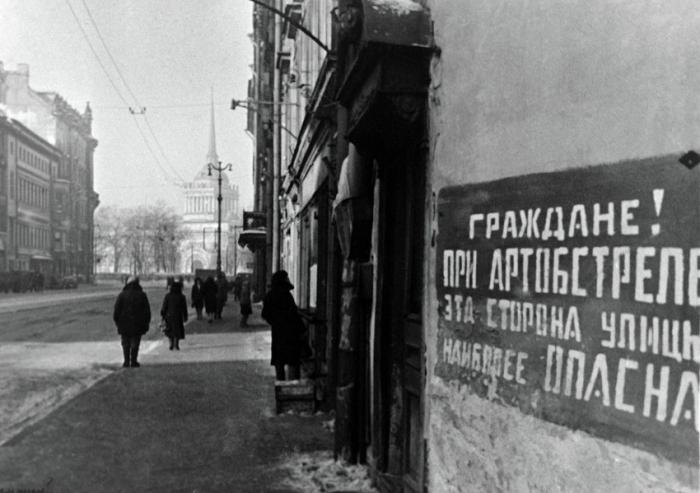 ГРАЖДАНЕ!
ПРИ АРТОБСТРЕЛЕ
ЭТА СТОРОНА УЛИЦЫ
НАИБОЛЕЕ ОПАСНА